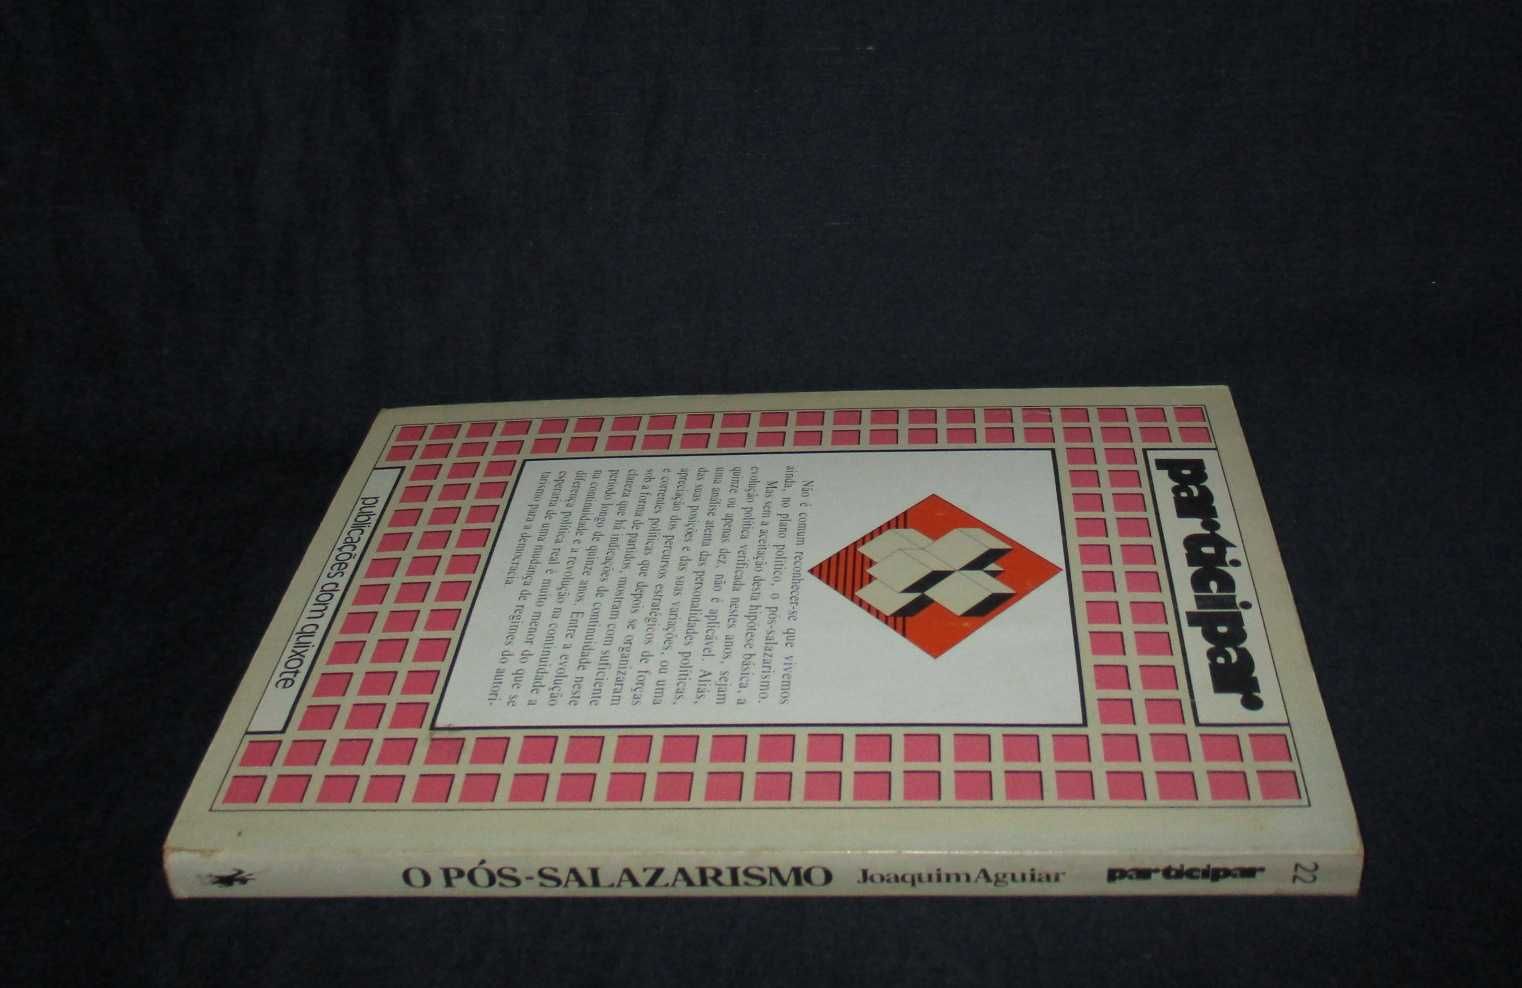 participar
Não é comum reconhecer-se que vivemos
ainda, no plano político, o pós-salazarismo.
Mas sem a aceitação desta hipótese básica, a
evolução política verificada nestes anos, sejam
quinze ou apenas dez, não é aplicável. Aliás,
uma análise atenta das personalidades políticas,
das suas posições e das suas variações, ou uma
apreciação dos percursos estratégicos de forças
e correntes políticas que depois se organizaram
sob a forma de partidos, mostram com suficiente
clareza que há indicações de continuidade neste
período longo de quinze anos. Entre a evolução
na continuidade e a revolução na continuidade a
diferença política real é muito menor do que se
esperaria de uma mudança de regimes do autori-
tarismo para a democracia.
publicações dom quixote
O PÓS-SALAZARISMO Joaquim Aguiar participar 22